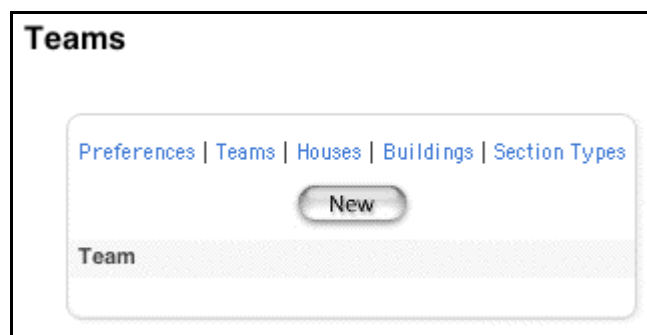 Teams
Preferences | Teams | Houses | Buildings | Section Types
New
Team